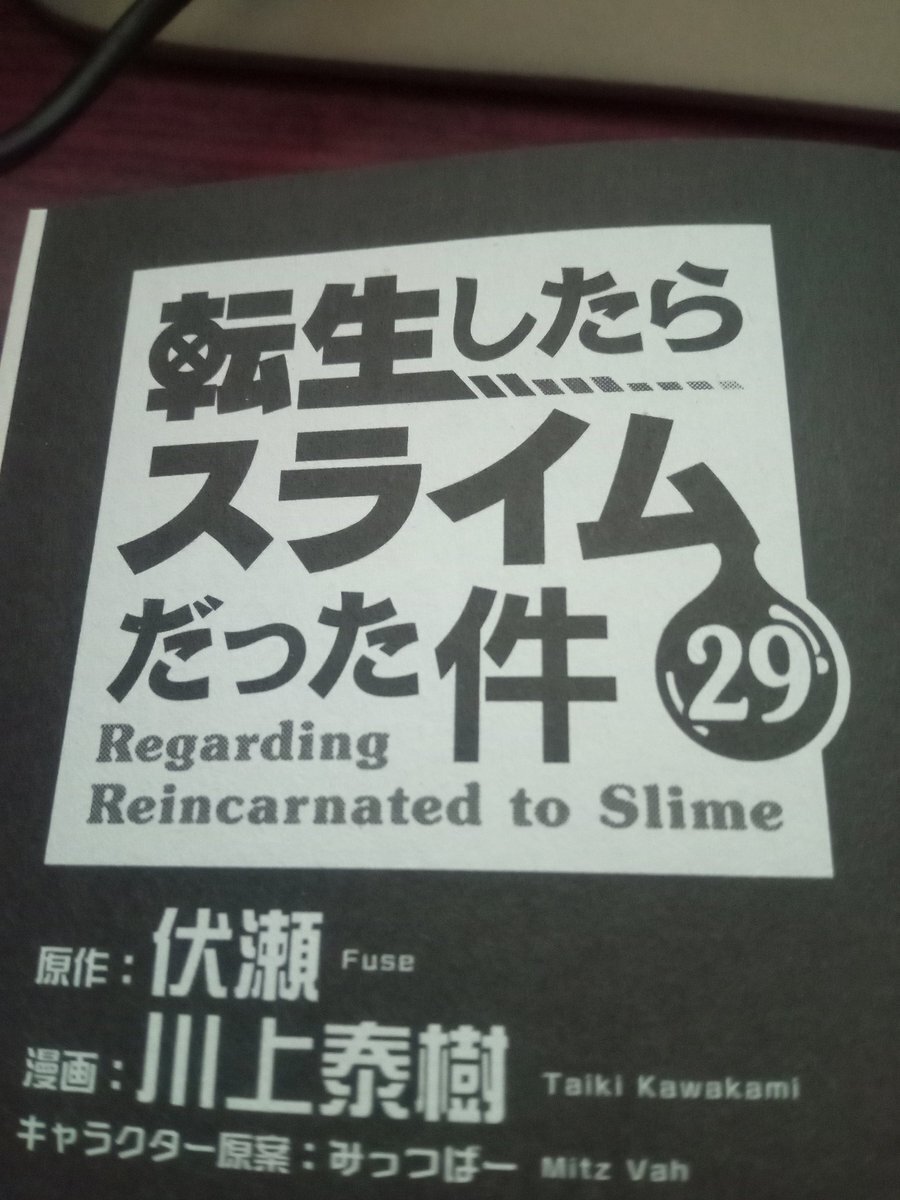 転生したら
スライム
だった件
29
Regarding
Reincarnated to Slime
原作：伏瀬 Fuse
漫画：川上泰樹 Taiki Kawakami
キャラクター原案：みっつばー Mitz Vah